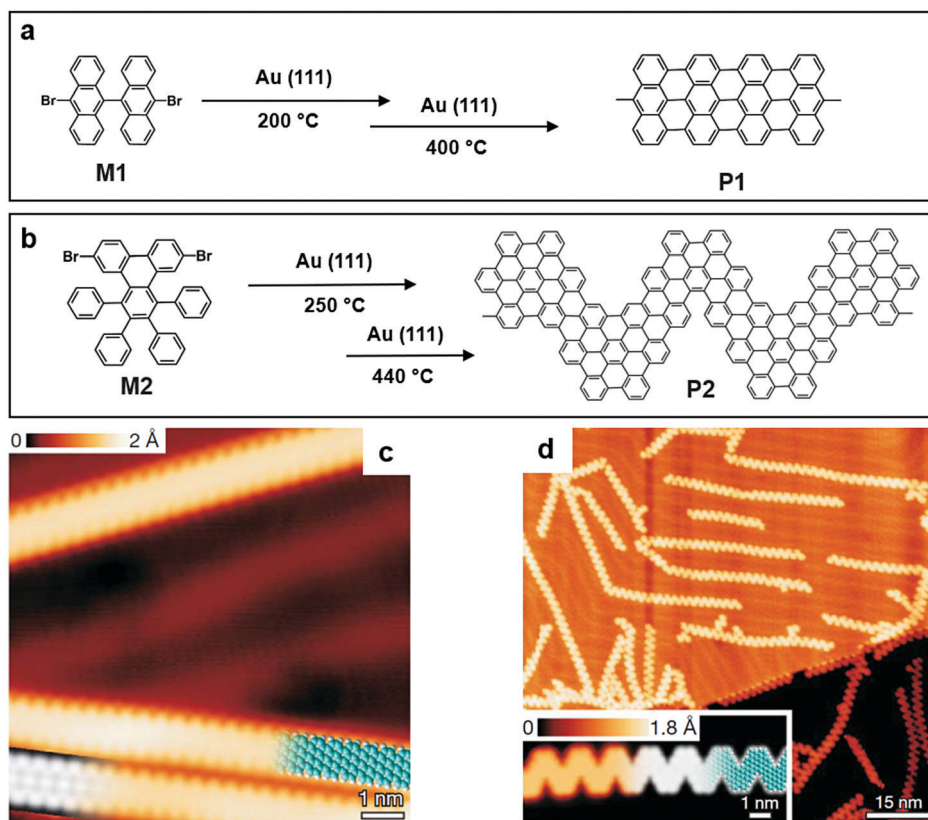 a
Br
Br
Au (111)
200 °C
Au (111)
400 °C
M1
P1
b
Br
Br
Au (111)
250 °C
Au (111)
440 °C
M2
P2
0 2 Å
c
1 nm
d
0 1.8 Å
1 nm
15 nm